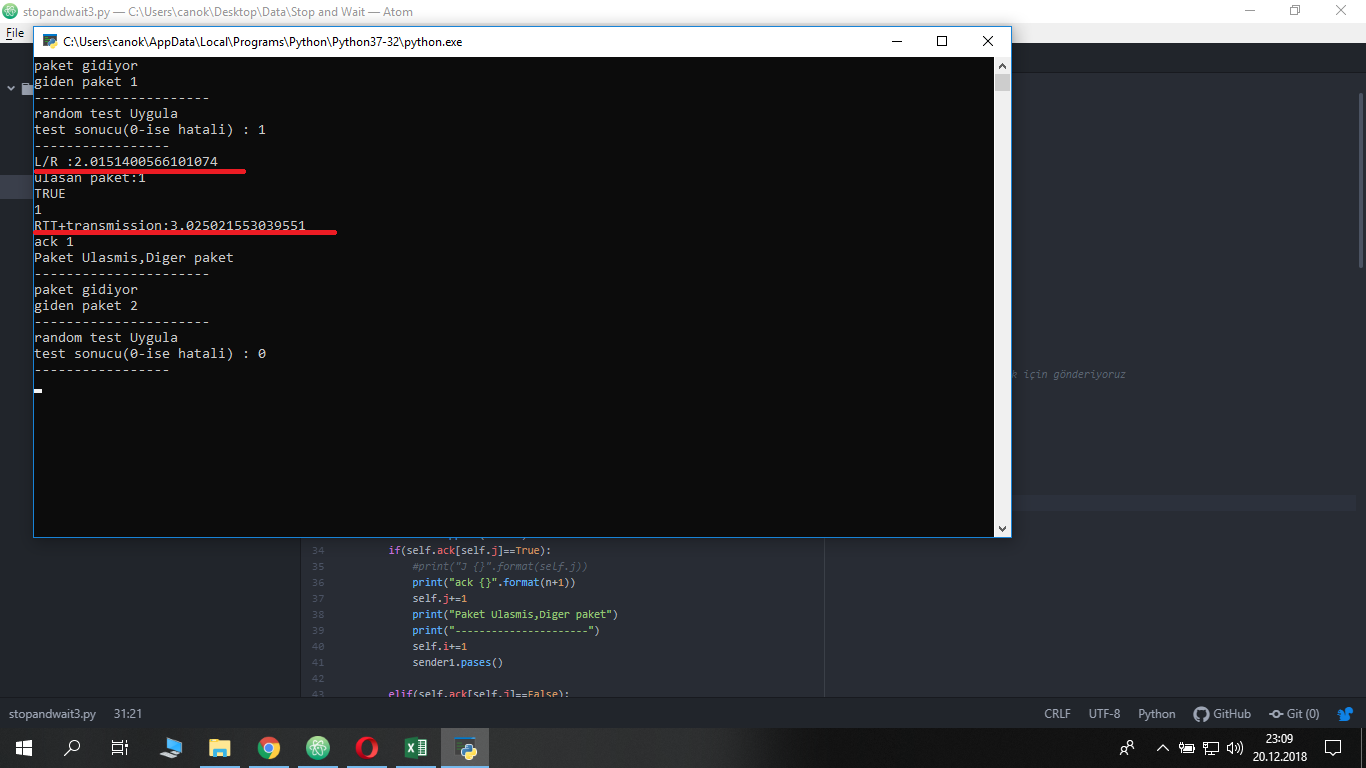 stopandwait3.py — C:\Users\canok\Desktop\Data\Stop and Wait — Atom
File
C:\Users\canok\AppData\Local\Programs\Python\Python37-32\python.exe
paket gidiyor
giden paket 1
----------------------
random test Uygula
test sonucu(0-ise hatali) : 1
-----------------
L/R :2.0151400566101074
ulasan paket:1
TRUE
1
RTT+transmission:3.025021553039551
ack 1
Paket Ulasmis,Diger paket
----------------------
paket gidiyor
giden paket 2
----------------------
random test Uygula
test sonucu(0-ise hatali) : 0
-----------------
için gönderiyoruz
34 if(self.ack[self.j]==True):
35 #print("J {}".format(self.j))
36 print("ack {}".format(n+1))
37 self.j+=1
38 print("Paket Ulasmis,Diger paket")
39 print("----------------------")
40 self.i+=1
41 sender1.pases()
42
43 elif(self.ack[self.j]==False):
stopandwait3.py 31:21 CRLF UTF-8 Python GitHub Git (0)
23:09
20.12.2018